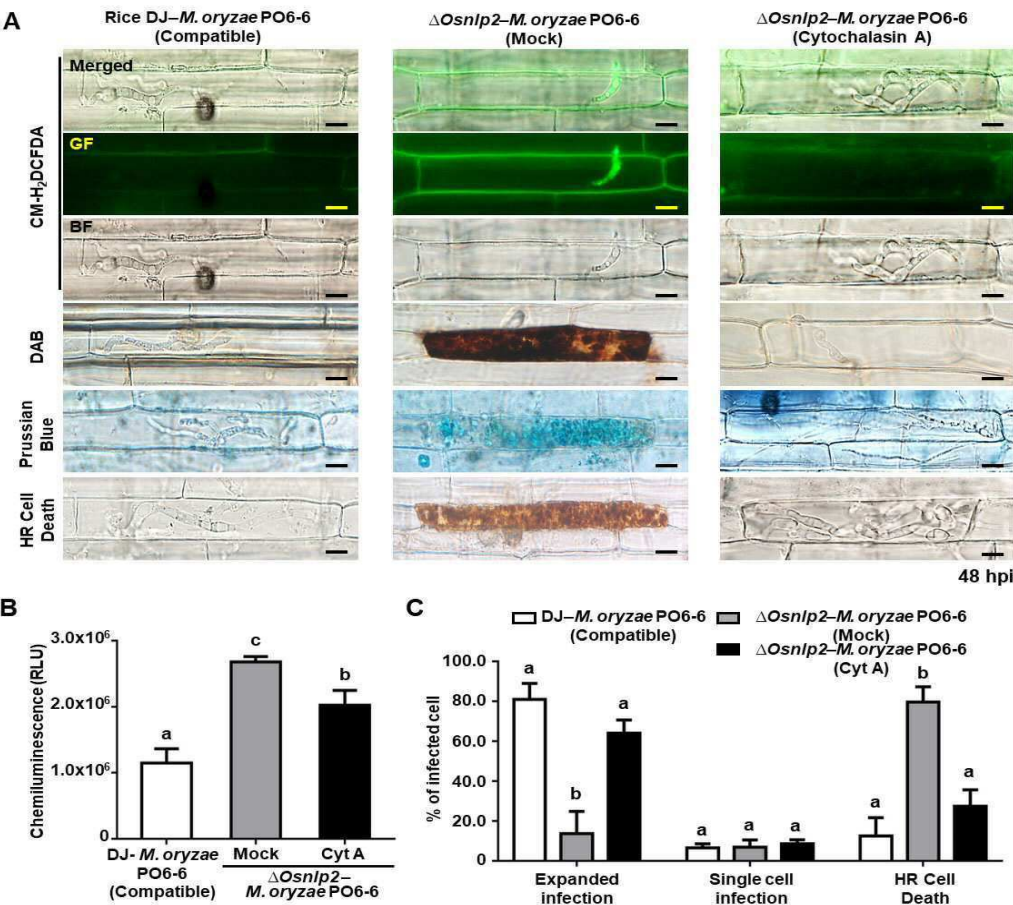 A
Rice DJ–M. oryzae PO6-6
(Compatible)
ΔOsnlp2–M. oryzae PO6-6
(Mock)
ΔOsnlp2–M. oryzae PO6-6
(Cytochalasin A)
CM-H₂DCFDA
Merged
GF
BF
DAB
Prussian
Blue
HR Cell
Death
48 hpi
B
Chemiluminescence (RLU)
3.0x10⁶
2.0x10⁶
1.0x10⁶
0
a
c
b
DJ- M. oryzae
PO6-6
(Compatible)
Mock
Cyt A
ΔOsnlp2–
M. oryzae PO6-6
C
DJ–M. oryzae PO6-6
(Compatible)
ΔOsnlp2–M. oryzae PO6-6
(Mock)
ΔOsnlp2–M. oryzae PO6-6
(Cyt A)
% of infected cell
100.0
80.0
60.0
40.0
20.0
0
a
b
a
a
a
a
a
b
a
Expanded
infection
Single cell
infection
HR Cell
Death